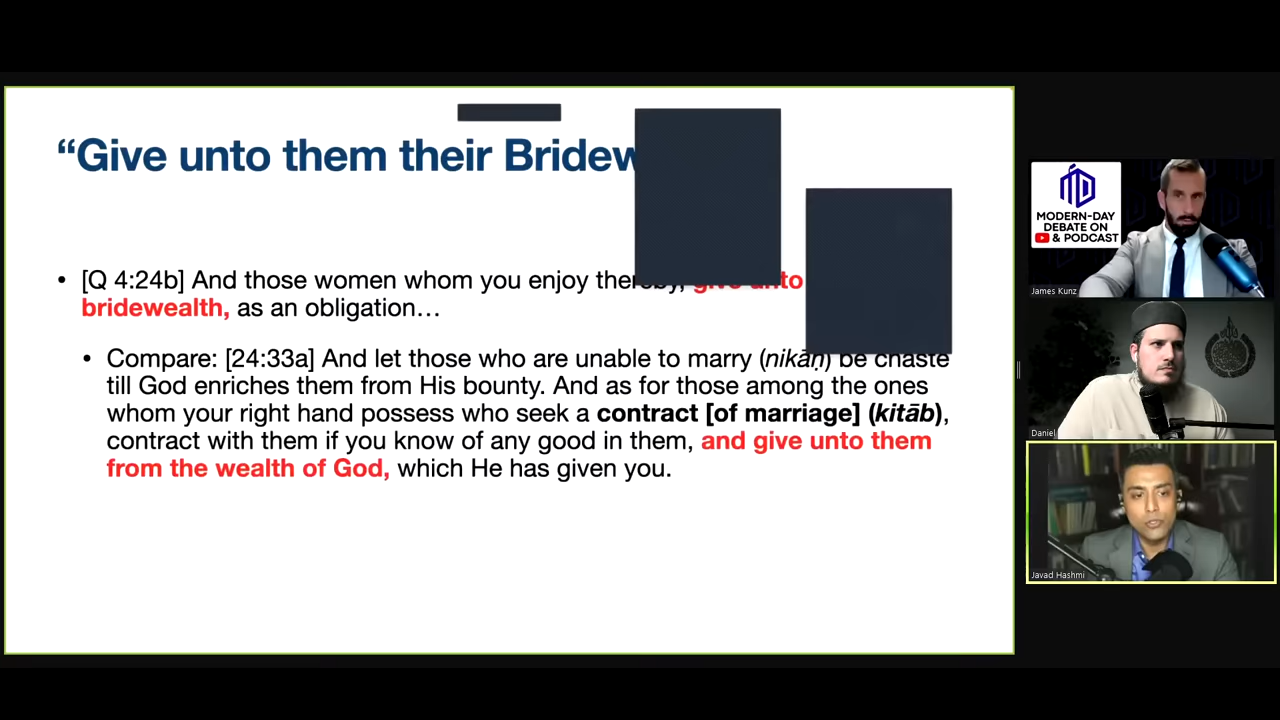 “Give unto them their
• [Q 4:24b] And those women whom you enjoy thereby, give unto
bridewealth, as an obligation…
• Compare: [24:33a] And let those who are unable to marry (nikāḥ) be chaste
till God enriches them from His bounty. And as for those among the ones
whom your right hand possess who seek a contract [of marriage] (kitāb),
contract with them if you know of any good in them, and give unto them
from the wealth of God, which He has given you.
MODERN-DAY
DEBATE ON
& PODCAST
James Kunz
Daniel
Javad Hashmi